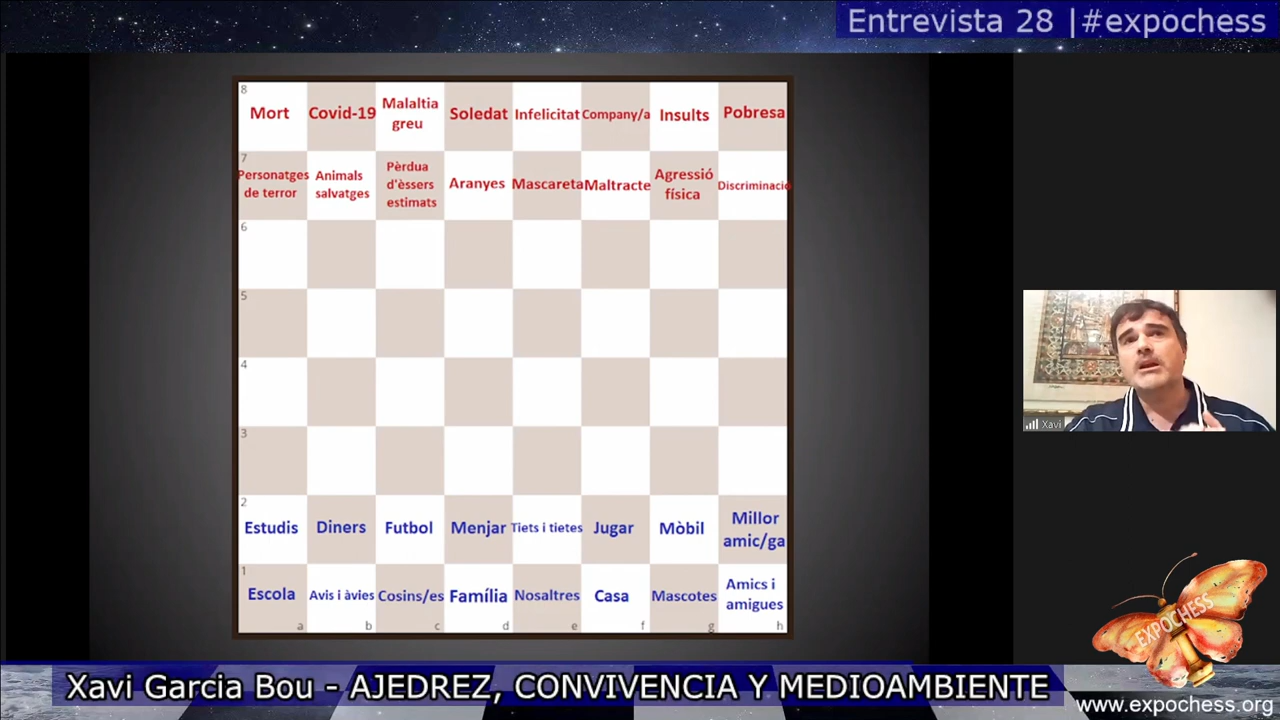 Entrevista 28 | #expochess
8
Mort Covid-19 Malaltia greu Soledat Infelicitat Company/a Insults Pobresa
7
Personatges de terror Animals salvatges Pèrdua d'èssers estimats Aranyes Mascareta Maltracte Agressió física Discriminació
6
5
4
3
2
Estudis Diners Futbol Menjar Tiets i tietes Jugar Mòbil Millor amic/ga
1
Escola Avis i àvies Cosins/es Família Nosaltres Casa Mascotes Amics i amigues
a b c d e f g h
Xavi
EXPOCHESS
Xavi Garcia Bou - AJEDREZ, CONVIVENCIA Y MEDIOAMBIENTE
www.expochess.org